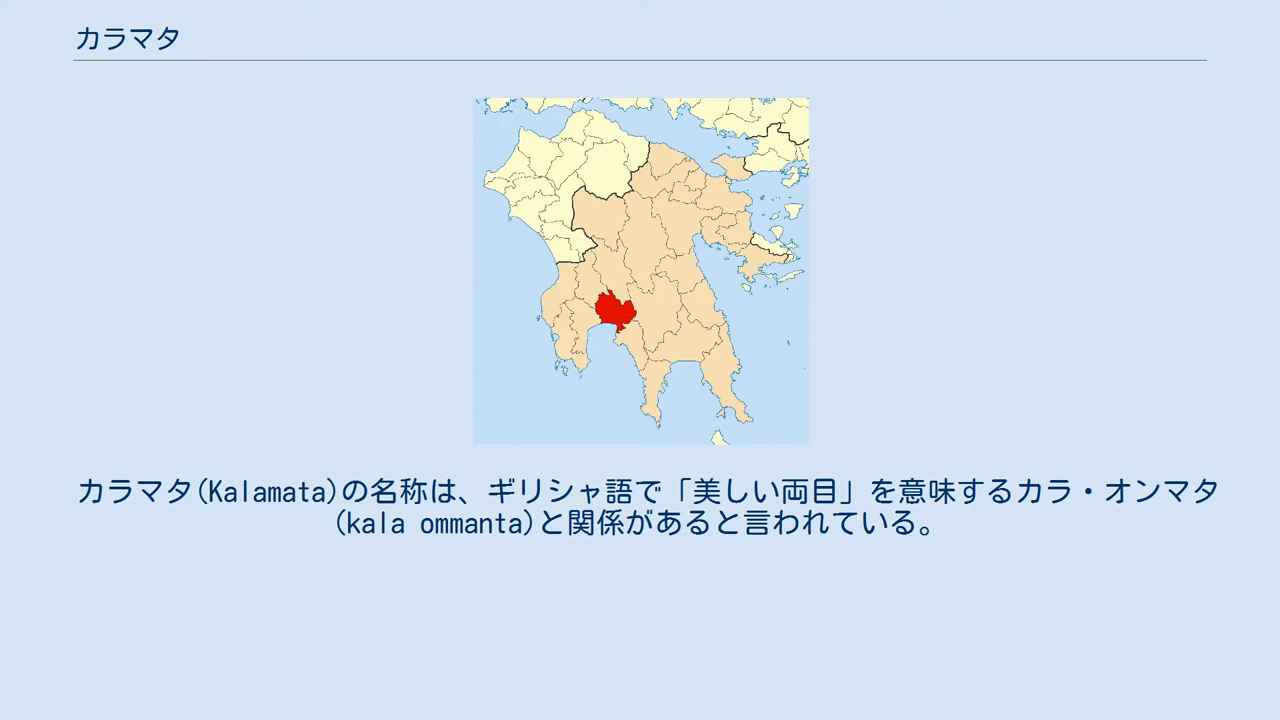 カラマタ
カラマタ(Kalamata)の名称は、ギリシャ語で「美しい両目」を意味するカラ・オンマタ
(kala ommanta)と関係があると言われている。